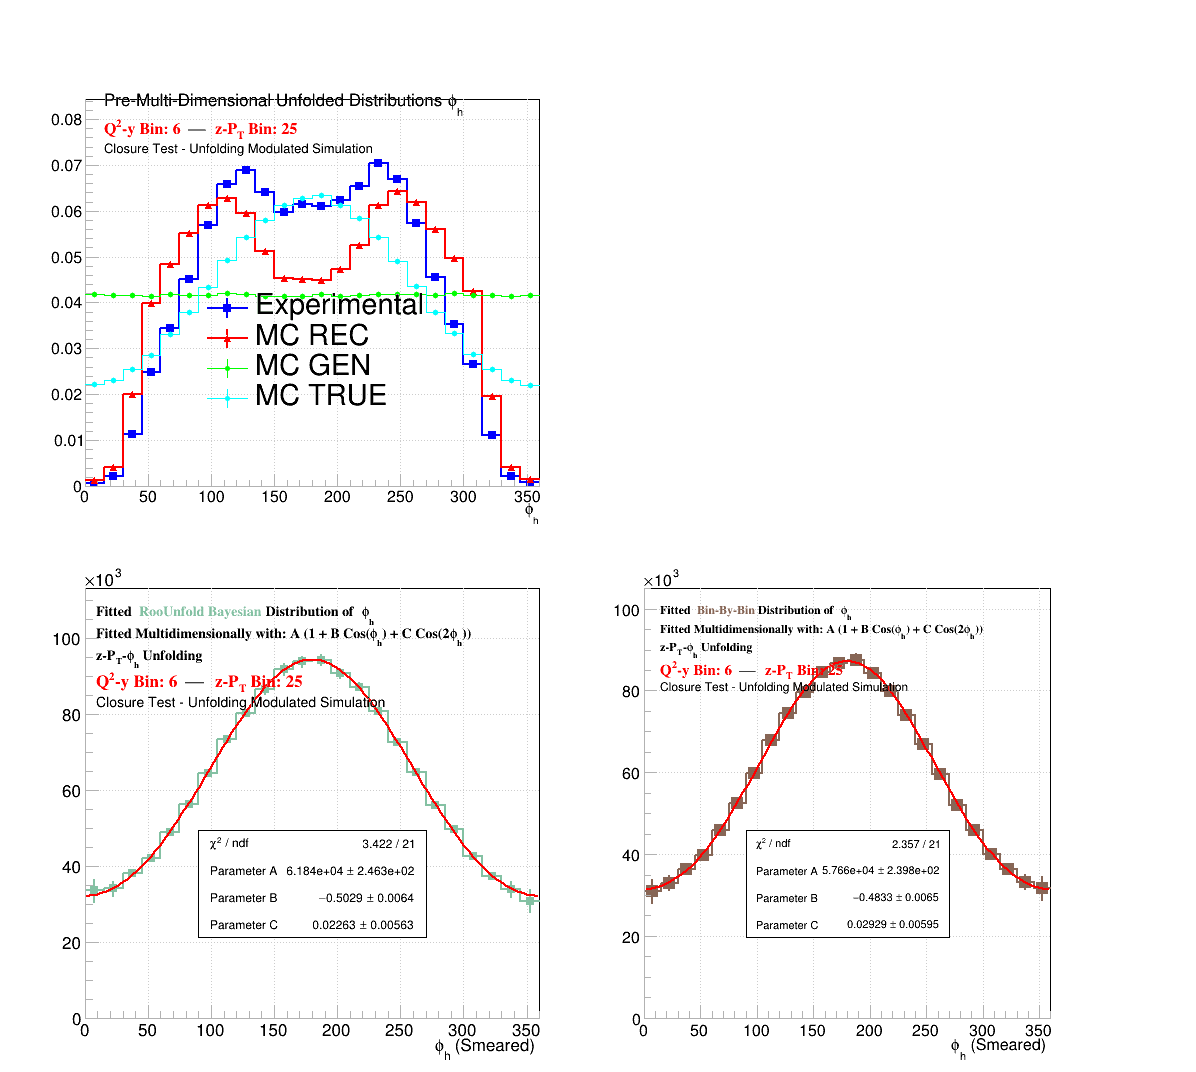 Pre-Multi-Dimensional Unfolded Distributions ϕh
Q2-y Bin: 6 — z-PT Bin: 25
Closure Test - Unfolding Modulated Simulation
0.08
0.07
0.06
0.05
0.04
0.03
0.02
0.01
0
Experimental
MC REC
MC GEN
MC TRUE
0 50 100 150 200 250 300 350
ϕh
×10^3
Fitted RooUnfold Bayesian Distribution of ϕh
Fitted Multidimensionally with: A (1 + B Cos(ϕh) + C Cos(2ϕh))
z-PT-ϕh Unfolding
Q2-y Bin: 6 — z-PT Bin: 25
Closure Test - Unfolding Modulated Simulation
100
80
60
40
20
0
χ2 / ndf 3.422 / 21
Parameter A 6.184e+04 ± 2.463e+02
Parameter B −0.5029 ± 0.0064
Parameter C 0.02263 ± 0.00563
0 50 100 150 200 250 300 350
ϕh (Smeared)
×10^3
Fitted Bin-By-Bin Distribution of ϕh
Fitted Multidimensionally with: A (1 + B Cos(ϕh) + C Cos(2ϕh))
z-PT-ϕh Unfolding
Q2-y Bin: 6 — z-PT Bin: 25
Closure Test - Unfolding Modulated Simulation
100
80
60
40
20
0
χ2 / ndf 2.357 / 21
Parameter A 5.766e+04 ± 2.398e+02
Parameter B −0.4833 ± 0.0065
Parameter C 0.02929 ± 0.00595
0 50 100 150 200 250 300 350
ϕh (Smeared)